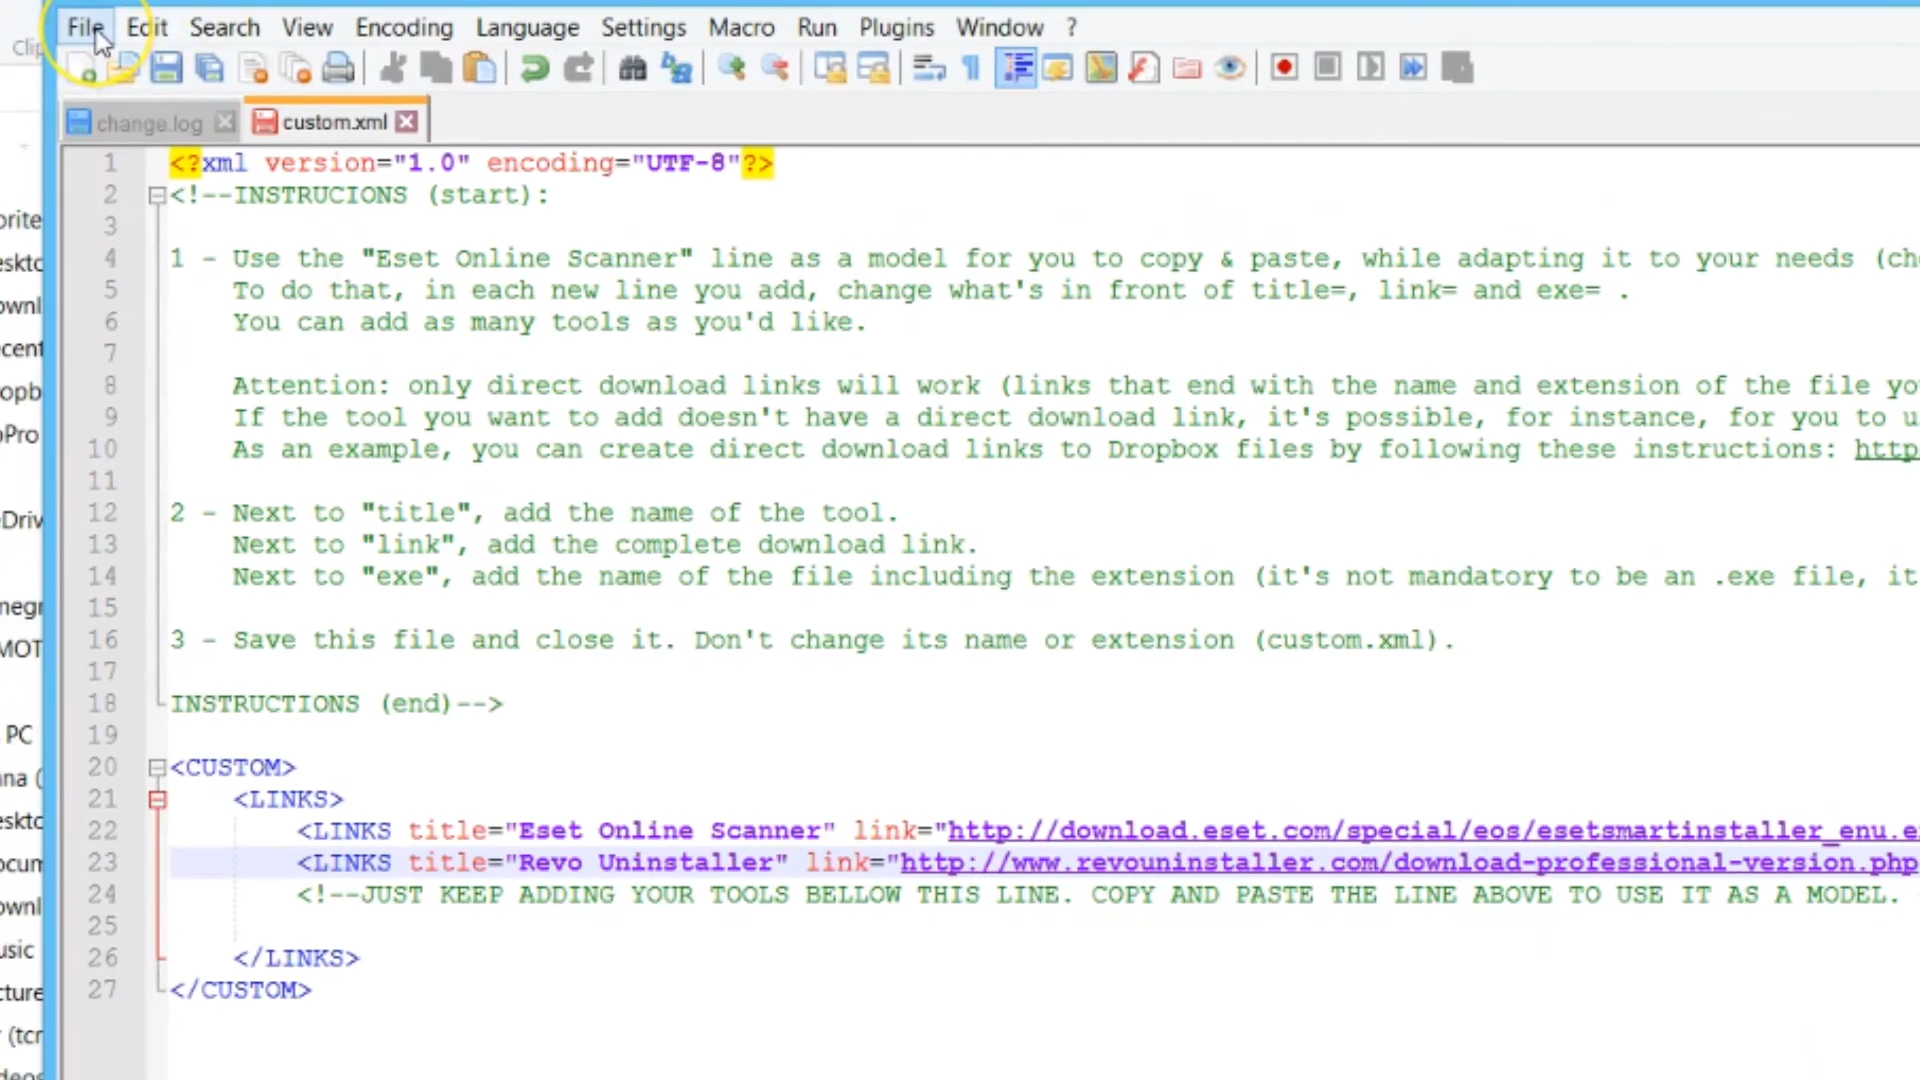 File Edit Search View Encoding Language Settings Macro Run Plugins Window ?
change.log custom.xml
1 <?xml version="1.0" encoding="UTF-8"?>
2 <!--INSTRUCIONS (start):
3
4 1 - Use the "Eset Online Scanner" line as a model for you to copy & paste, while adapting it to your needs
5 To do that, in each new line you add, change what's in front of title=, link= and exe= .
6 You can add as many tools as you'd like.
7
8 Attention: only direct download links will work (links that end with the name and extension of the file
9 If the tool you want to add doesn't have a direct download link, it's possible, for instance, for you to
10 As an example, you can create direct download links to Dropbox files by following these instructions: http
11
12 2 - Next to "title", add the name of the tool.
13 Next to "link", add the complete download link.
14 Next to "exe", add the name of the file including the extension (it's not mandatory to be an .exe file, it
15
16 3 - Save this file and close it. Don't change its name or extension (custom.xml).
17
18 INSTRUCTIONS (end)-->
19
20 <CUSTOM>
21 <LINKS>
22 <LINKS title="Eset Online Scanner" link="http://download.eset.com/special/eos/esetsmartinstaller_enu.e
23 <LINKS title="Revo Uninstaller" link="http://www.revouninstaller.com/download-professional-version.php
24 <!--JUST KEEP ADDING YOUR TOOLS BELLOW THIS LINE. COPY AND PASTE THE LINE ABOVE TO USE IT AS A MODEL.
25
26 </LINKS>
27 </CUSTOM>